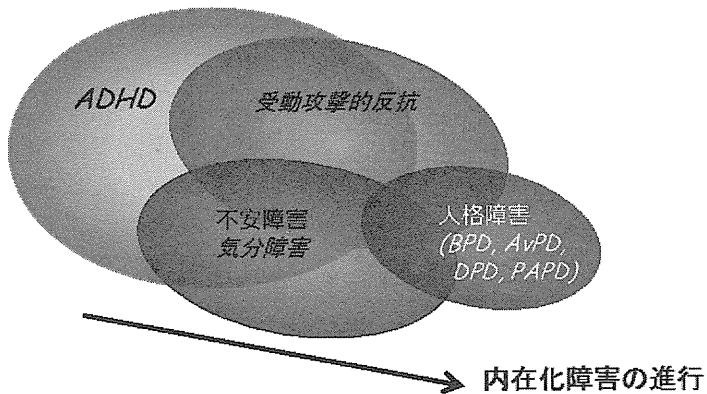 ADHD
受動攻撃的反抗
不安障害
気分障害
人格障害
(BPD, AvPD,
DPD, PAPD)
内在化障害の進行